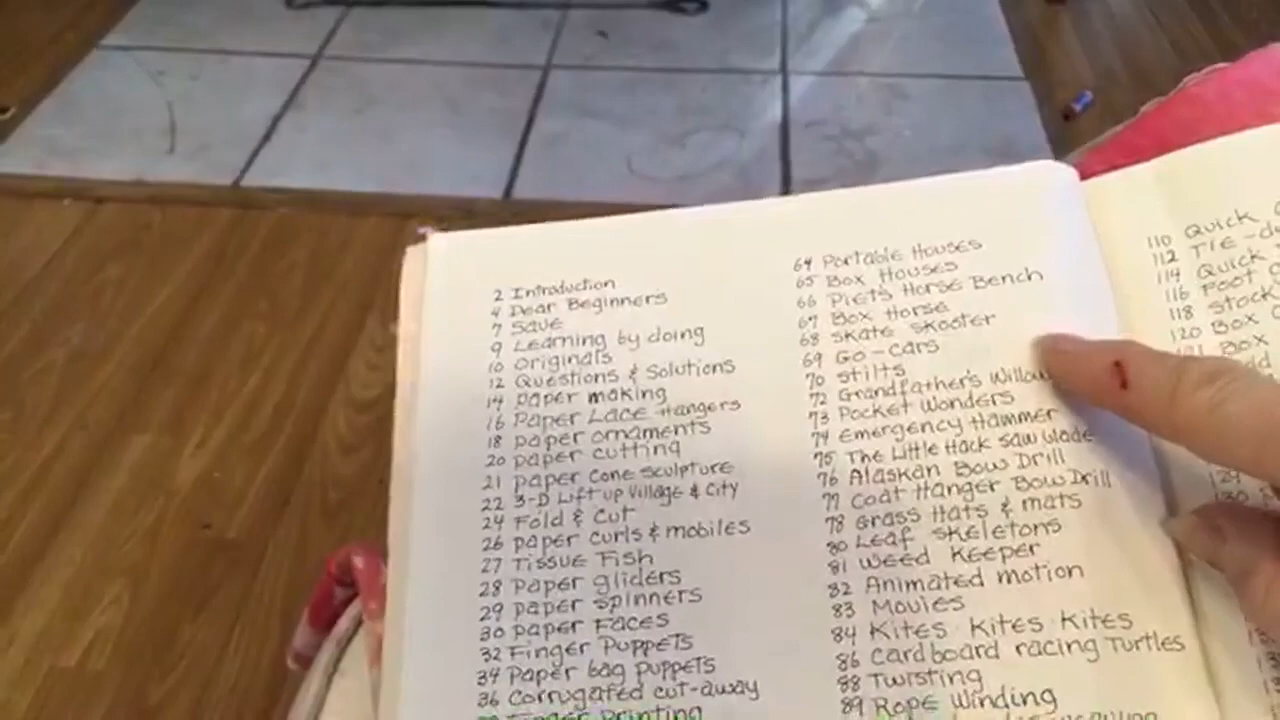 2 Introduction
4 Dear Beginners
7 Save
9 Learning by doing
10 Originals
12 Questions & Solutions
14 paper making
16 Paper Lace Hangers
18 paper ornaments
20 paper cutting
21 paper cone sculpture
22 3-D Lift up Village & City
24 Fold & Cut
26 paper curls & mobiles
27 Tissue Fish
28 Paper gliders
29 paper spinners
30 paper Faces
32 Finger Puppets
34 Paper bag puppets
36 Corrugated cut-away
Finger Printing
64 Portable Houses
65 Box Houses
66 Piet's Horse Bench
67 Box Horse
68 Skate Skooter
69 Go-cars
70 Stilts
72 Grandfather's
73 Pocket Wonders
74 Emergency Hammer
75 The Little Hack saw blade
76 Alaskan Bow Drill
77 Coat Hanger Bow Drill
78 Grass Hats & mats
80 Leaf Skeletons
81 Weed Keeper
82 Animated motion
83 Movies
84 Kites Kites Kites
86 Cardboard racing Turtles
88 Twisting
89 Rope Winding
110 Quick
112 Tie-
114 Quick
116 Foot
118 Stock
120 Box
Box